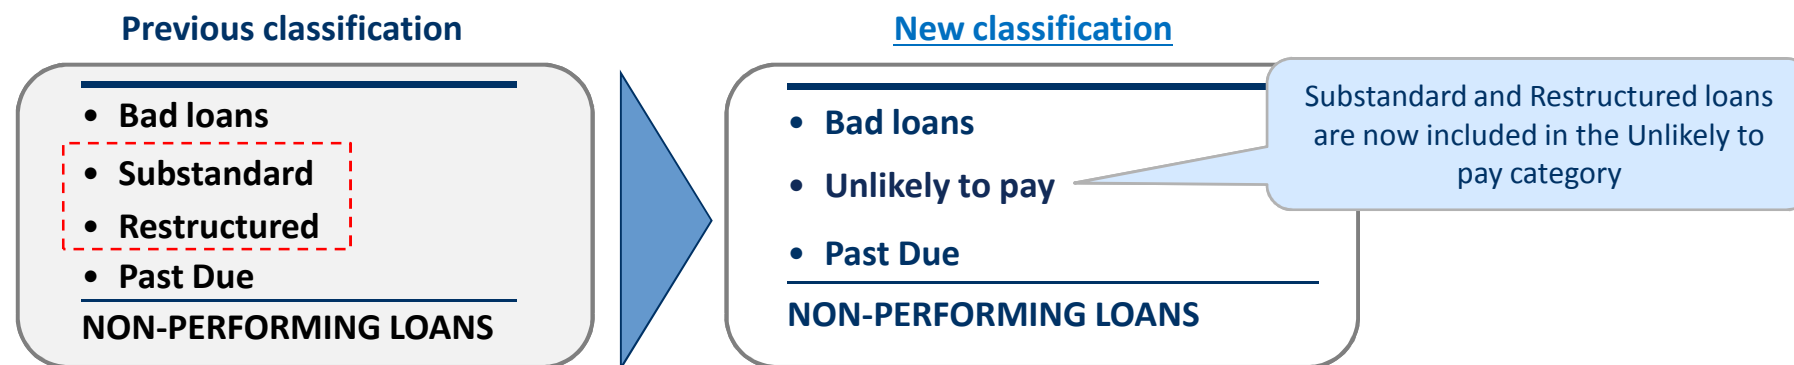 Previous classification
• Bad loans
• Substandard
• Restructured
• Past Due
NON-PERFORMING LOANS
New classification
• Bad loans
• Unlikely to pay
• Past Due
NON-PERFORMING LOANS
Substandard and Restructured loans
are now included in the Unlikely to
pay category